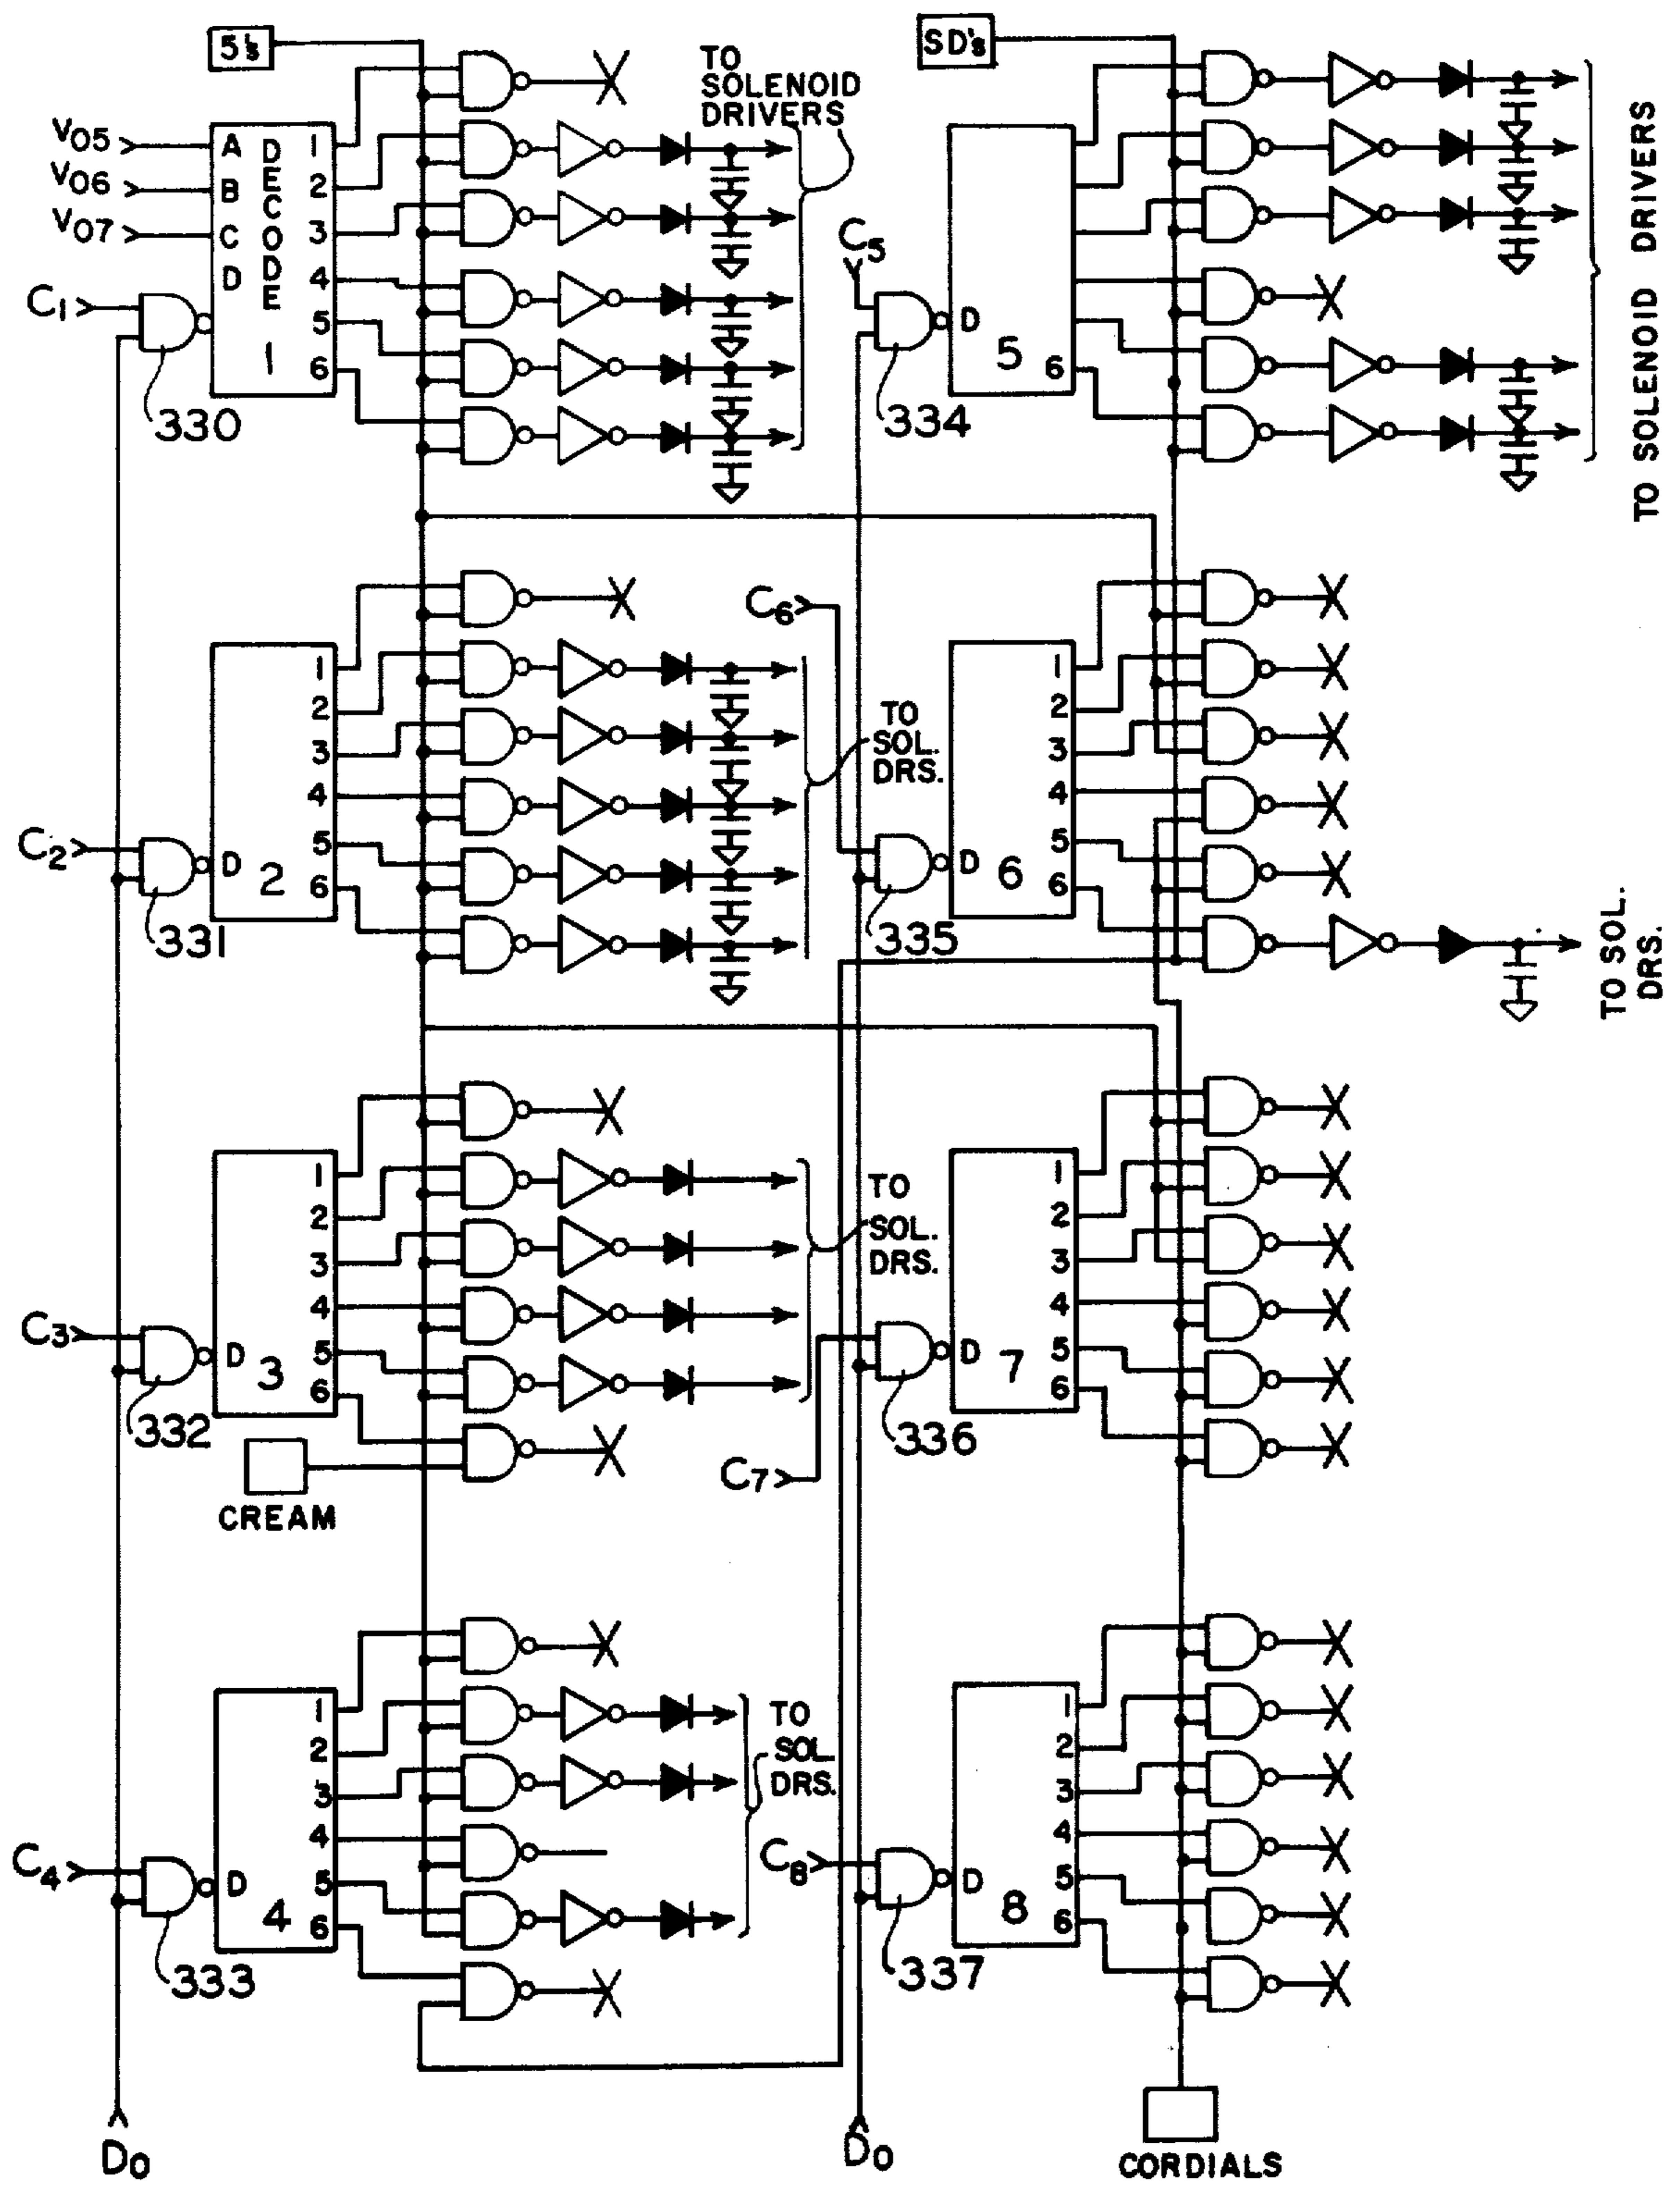 5's
SD's
TO
SOLENOID
DRIVERS
TO SOLENOID DRIVERS
V05
V06
V07
A
B
C
D
DECODE
1
1
2
3
4
5
6
C1
330
C5
D
5
6
334
C2
D
2
1
2
3
4
5
6
331
TO
SOL.
DRS.
C6
D
6
1
2
3
4
5
6
335
TO SOL.
DRS.
C3
D
3
1
2
3
4
5
6
332
CREAM
TO
SOL.
DRS.
C7
D
7
1
2
3
4
5
6
336
C4
D
4
1
2
3
4
5
6
333
TO
SOL.
DRS.
C8
D
8
1
2
3
4
5
6
337
D0
D0
CORDIALS